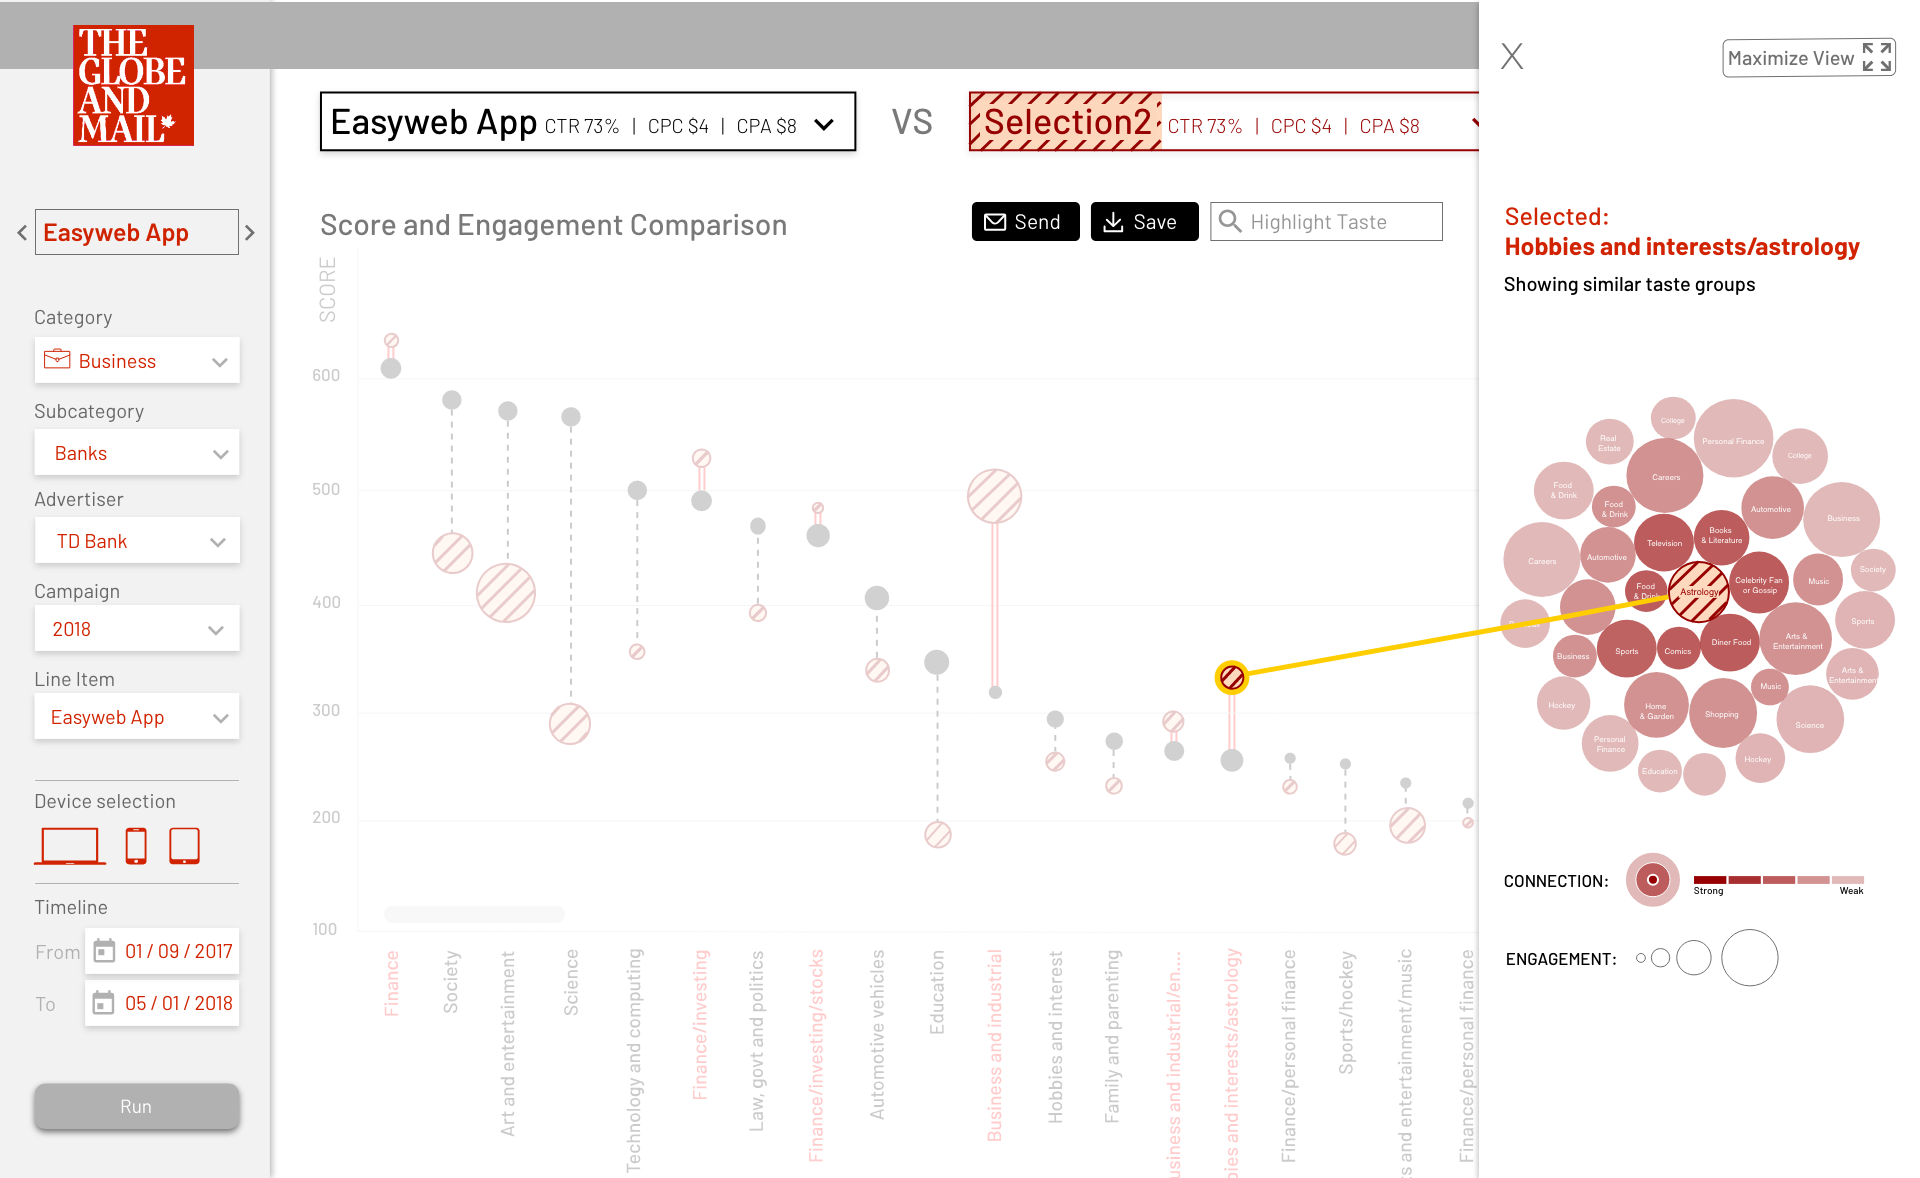 THE
GLOBE
AND
MAIL
Easyweb App
Category
Business
Subcategory
Banks
Advertiser
TD Bank
Campaign
2018
Line Item
Easyweb App
Device selection
Timeline
From 01 / 09 / 2017
To 05 / 01 / 2018
Run
Easyweb App CTR 73% | CPC $4 | CPA $8
VS
Selection2 CTR 73% | CPC $4 | CPA $8
Score and Engagement Comparison
Send
Save
Highlight Taste
SCORE
600
500
400
300
200
100
Finance
Society
Art and entertainment
Science
Technology and computing
Finance/investing
Law, govt and politics
Finance/investing/stocks
Automotive vehicles
Education
Business and industrial
Hobbies and interest
Family and parenting
usiness and industrial/en....
bies and interests/astrology
Finance/personal finance
Sports/hockey
s and entertainment/music
Finance/personal finance
X
Maximize View
Selected:
Hobbies and interests/astrology
Showing similar taste groups
College
Personal Finance
Real
Estate
College
Careers
Food
& Drink
Food
& Drink
Automotive
Business
Books
& Literature
Television
Automotive
Careers
Society
Celebrity Fan
or Gossip
Music
Food
& Drink
Astrology
Sports
Arts &
Entertainment
Diner Food
Comics
Sports
Business
Arts &
Entertainment
Music
Hockey
Home
& Garden
Shopping
Science
Personal
Finance
Hockey
Education
CONNECTION:
Strong
Weak
ENGAGEMENT: